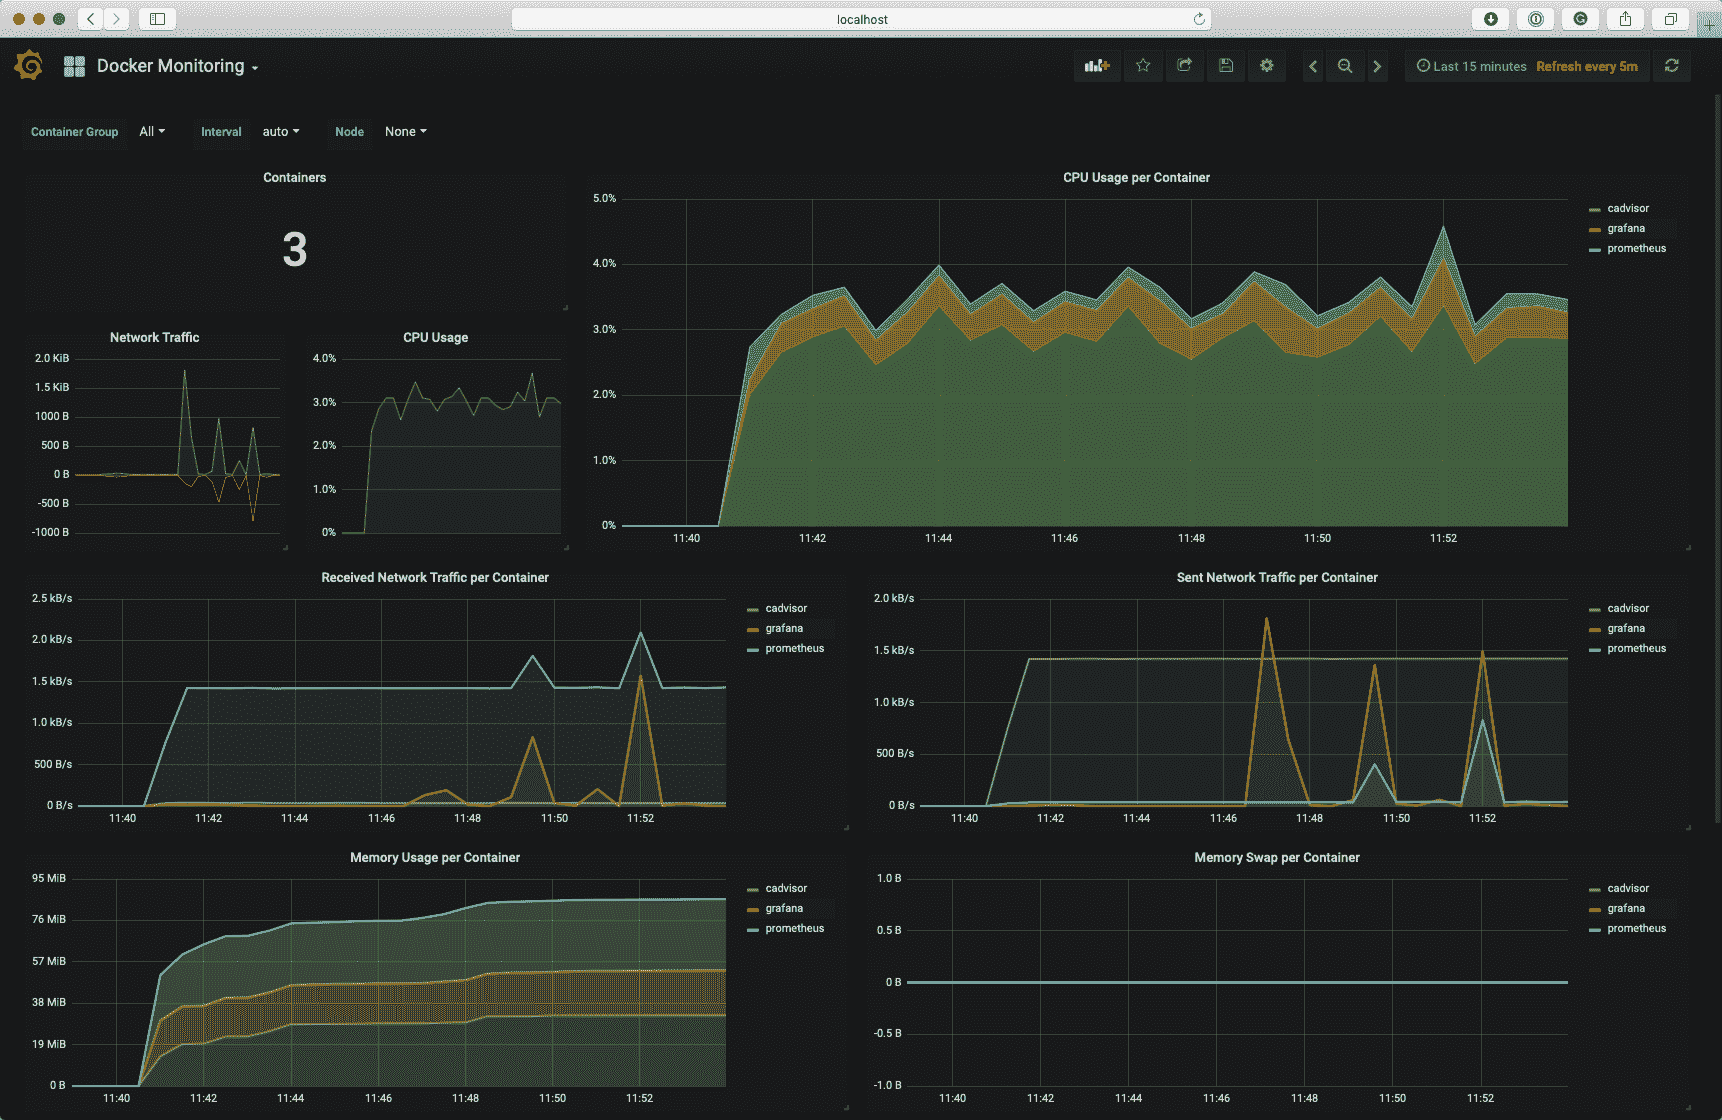 localhost
Docker Monitoring
Last 15 minutes Refresh every 5m
Container Group All Interval auto Node None
Containers
3
Network Traffic
2.0 KiB
1.5 KiB
1000 B
500 B
0 B
-500 B
-1000 B
CPU Usage
4.0%
3.0%
2.0%
1.0%
0%
CPU Usage per Container
5.0%
4.0%
3.0%
2.0%
1.0%
0%
11:40 11:42 11:44 11:46 11:48 11:50 11:52
cadvisor
grafana
prometheus
Received Network Traffic per Container
2.5 kB/s
2.0 kB/s
1.5 kB/s
1.0 kB/s
500 B/s
0 B/s
11:40 11:42 11:44 11:46 11:48 11:50 11:52
cadvisor
grafana
prometheus
Sent Network Traffic per Container
2.0 kB/s
1.5 kB/s
1.0 kB/s
500 B/s
0 B/s
11:40 11:42 11:44 11:46 11:48 11:50 11:52
cadvisor
grafana
prometheus
Memory Usage per Container
95 MiB
76 MiB
57 MiB
38 MiB
19 MiB
0 B
11:40 11:42 11:44 11:46 11:48 11:50 11:52
cadvisor
grafana
prometheus
Memory Swap per Container
1.0 B
0.5 B
0 B
-0.5 B
-1.0 B
11:40 11:42 11:44 11:46 11:48 11:50 11:52
cadvisor
grafana
prometheus